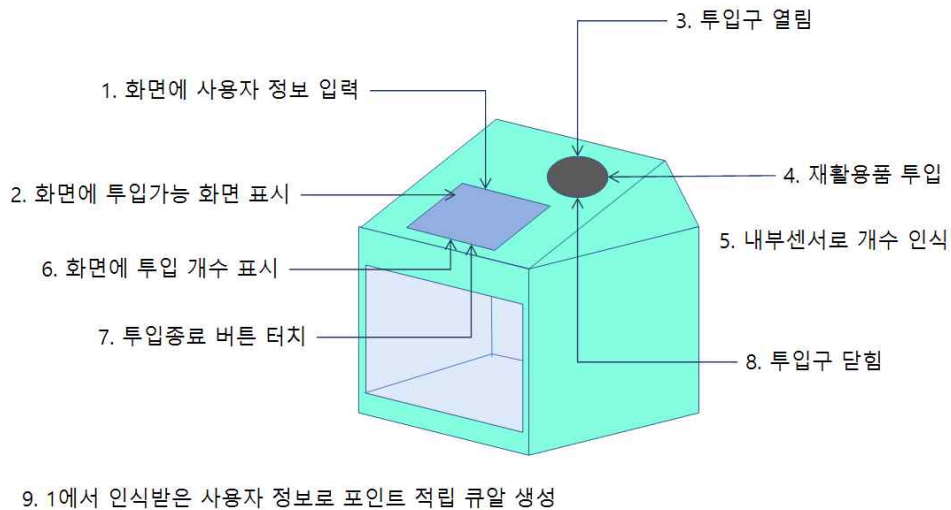 3. 투입구 열림
1. 화면에 사용자 정보 입력
2. 화면에 투입가능 화면 표시
4. 재활용품 투입
5. 내부센서로 개수 인식
6. 화면에 투입 개수 표시
7. 투입종료 버튼 터치
8. 투입구 닫힘
9. 1에서 인식받은 사용자 정보로 포인트 적립 큐알 생성